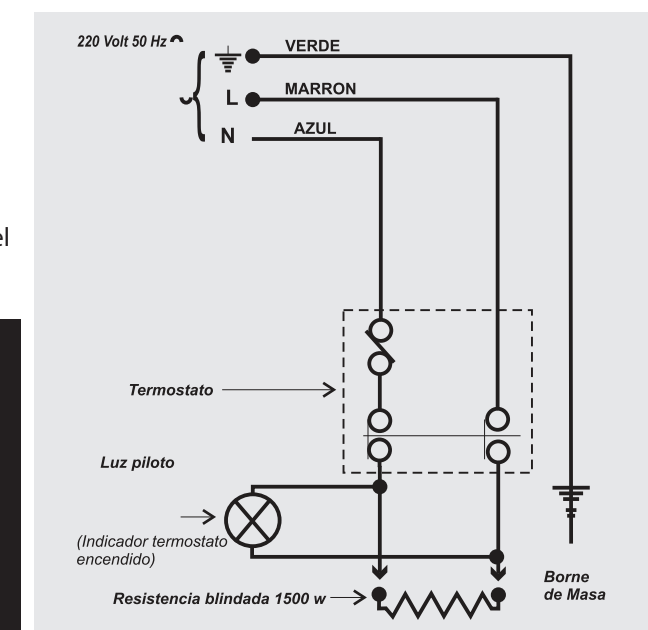 220 Volt 50 Hz
VERDE
L
MARRON
N
AZUL
el
Termostato
Luz piloto
(Indicador termostato
encendido)
Resistencia blindada 1500 w
Borne
de Masa